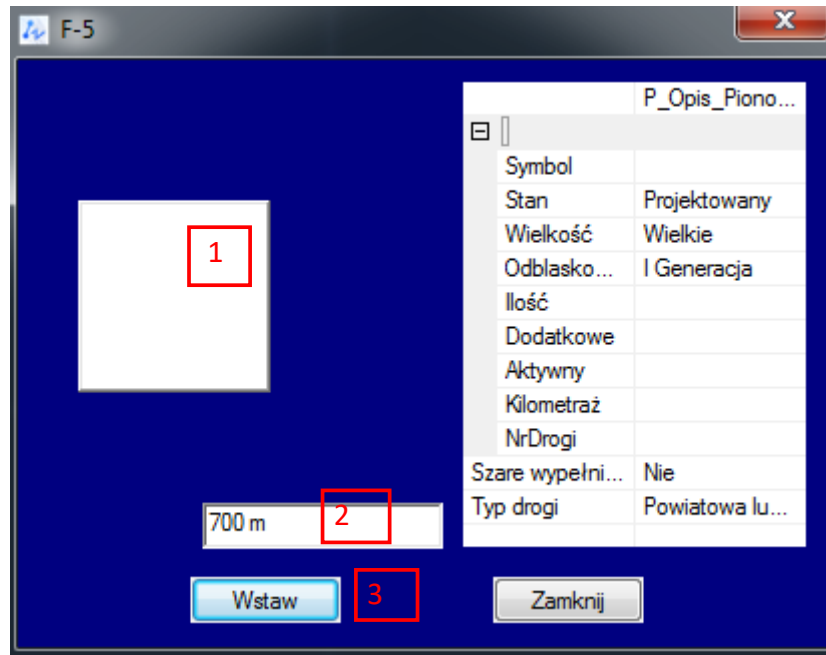 F-5
P_Opis_Piono...
Symbol
Stan Projektowany
Wielkość Wielkie
Odblasko... I Generacja
Ilość
Dodatkowe
Aktywny
Kilometraż
NrDrogi
Szare wypełni... Nie
Typ drogi Powiatowa lu...
1
700 m 2
Wstaw 3 Zamknij